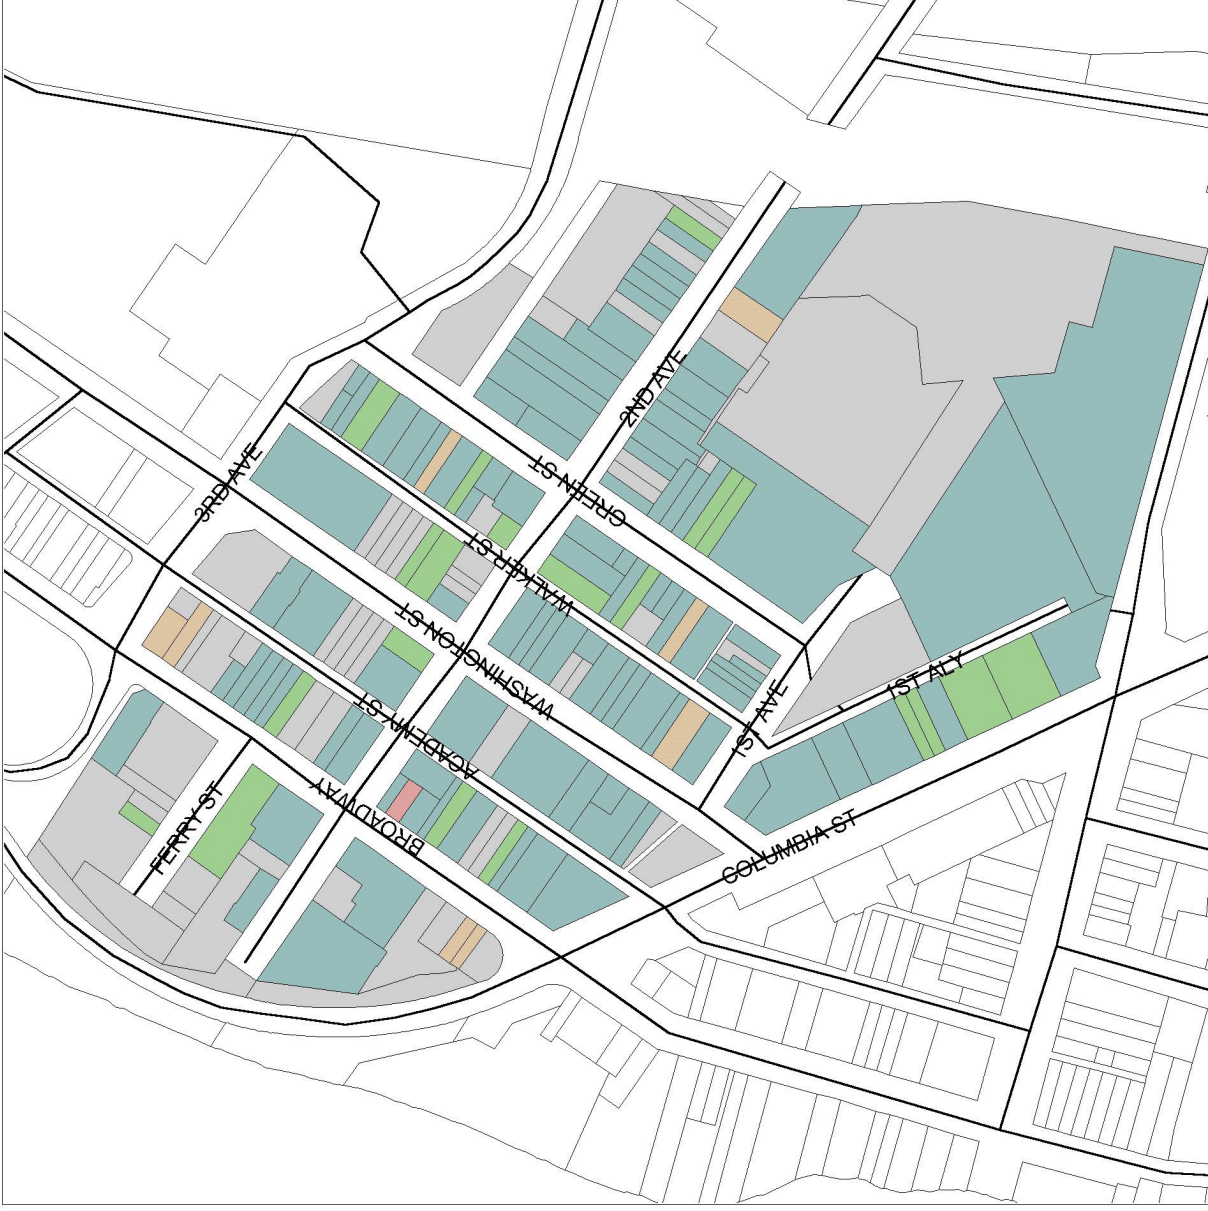 2ND AVE
3RD AVE
GREEN ST
WALKER ST
WASHINGTON ST
1ST ALY
ACADEMY ST
1ST AVE
BROADWAY
FERRY ST
COLUMBIA ST